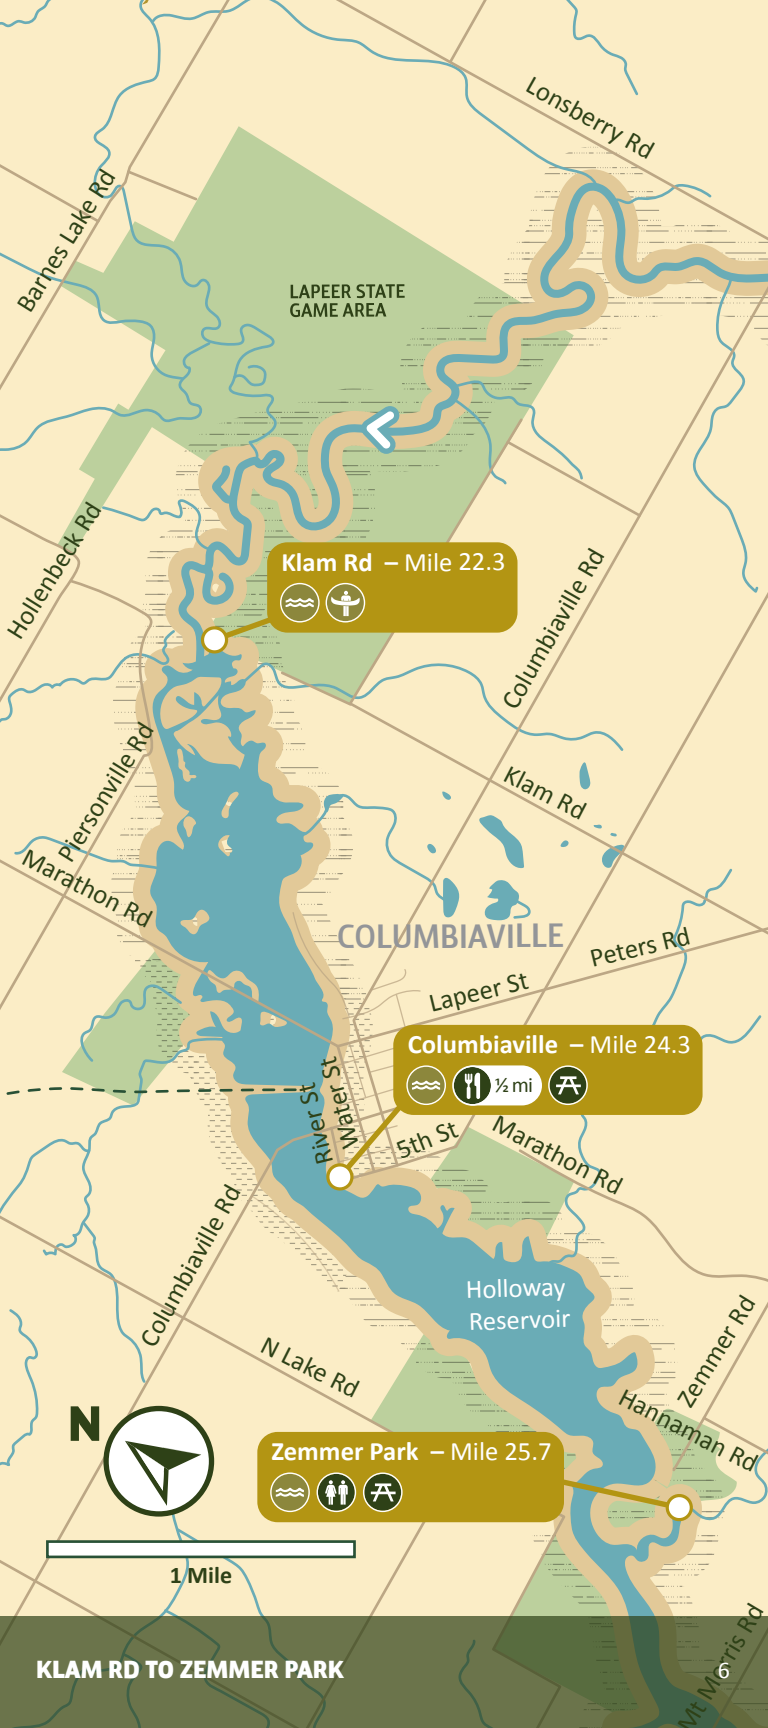 Lonsberry Rd
Barnes Lake Rd
LAPEER STATE
GAME AREA
Hollenbeck Rd
Klam Rd – Mile 22.3
Columbiaville Rd
Piersonville Rd
Klam Rd
Marathon Rd
COLUMBIAVILLE
Peters Rd
Lapeer St
Columbiaville – Mile 24.3
½ mi
River St
Water St
5th St
Marathon Rd
Columbiaville Rd
Holloway
Reservoir
Zemmer Rd
N Lake Rd
Hannaman Rd
N
Zemmer Park – Mile 25.7
1 Mile
Mt Morris Rd
KLAM RD TO ZEMMER PARK
6